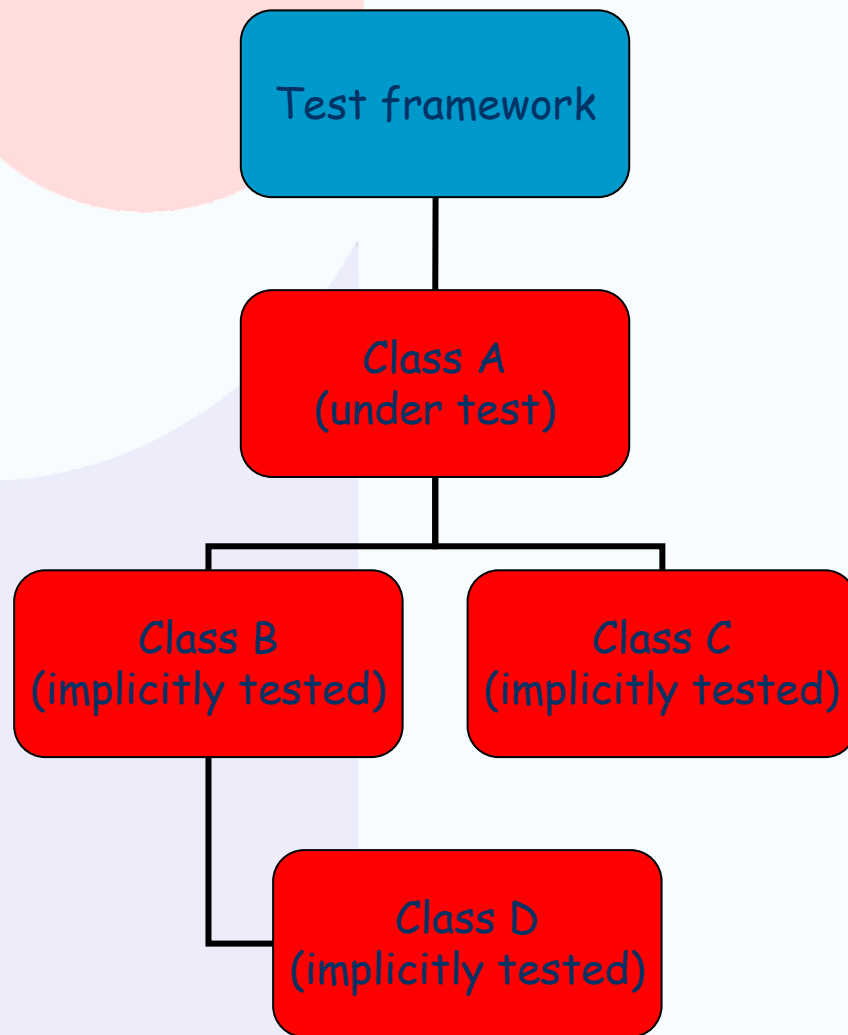 Test framework
Class A
(under test)
Class B
(implicitly tested)
Class C
(implicitly tested)
Class D
(implicitly tested)